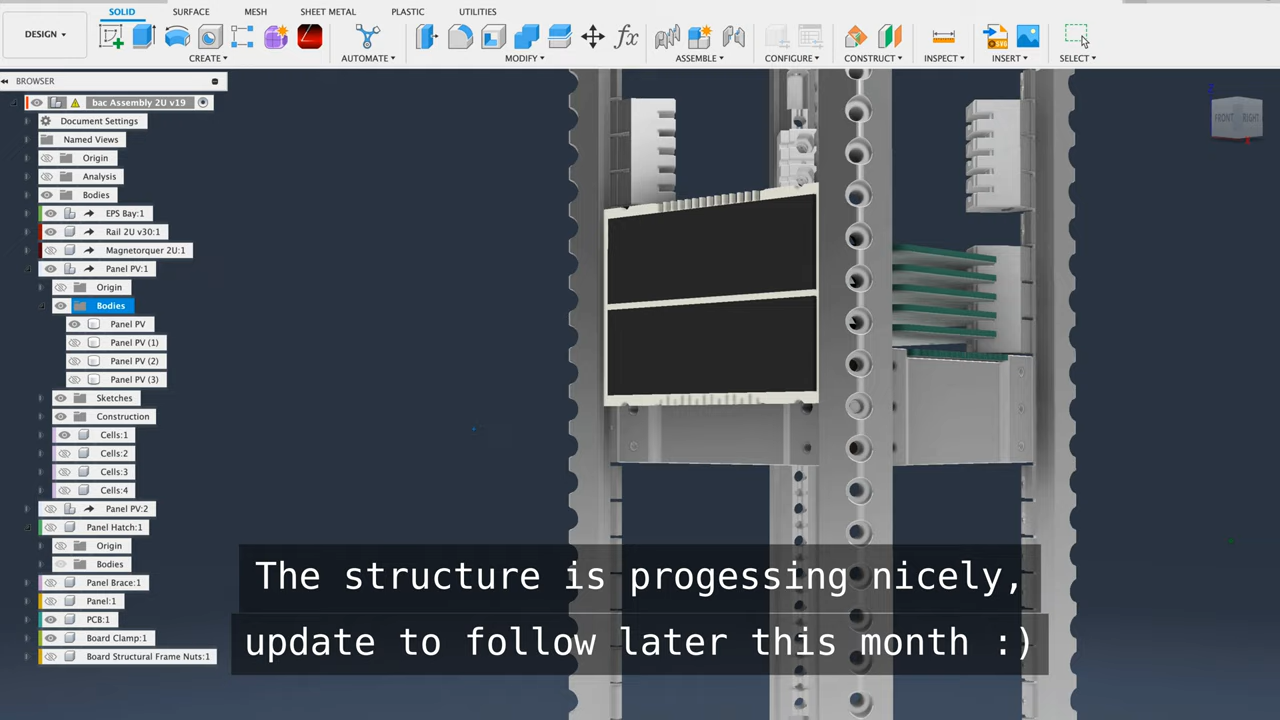 SOLID SURFACE MESH SHEET METAL PLASTIC UTILITIES
DESIGN
CREATE AUTOMATE MODIFY ASSEMBLE CONFIGURE CONSTRUCT INSPECT INSERT SELECT
fx
BROWSER
bac Assembly 2U v19
Document Settings
Named Views
Origin
Analysis
Bodies
EPS Bay:1
Rail 2U v30:1
Magnetorquer 2U:1
Panel PV:1
Origin
Bodies
Panel PV
Panel PV (1)
Panel PV (2)
Panel PV (3)
Sketches
Construction
Cells:1
Cells:2
Cells:3
Cells:4
Panel PV:2
Panel Hatch:1
Origin
Bodies
Panel Brace:1
Panel:1
PCB:1
Board Clamp:1
Board Structural Frame Nuts:1
FRONT RIGHT
The structure is progessing nicely,
update to follow later this month :)